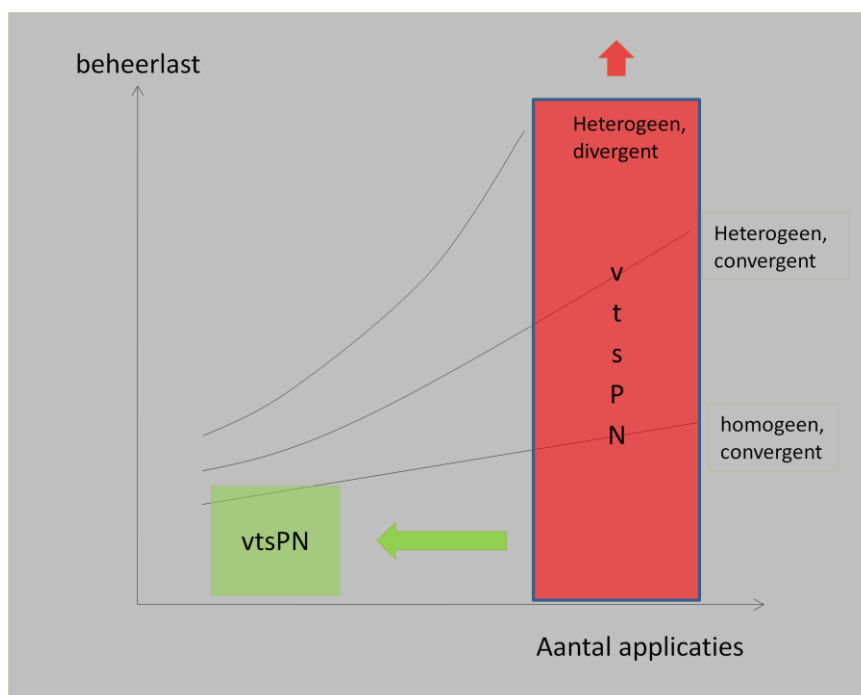 beheerlast
Heterogeen,
divergent
Heterogeen,
convergent
v
t
s
P
N
homogeen,
convergent
vtsPN
Aantal applicaties